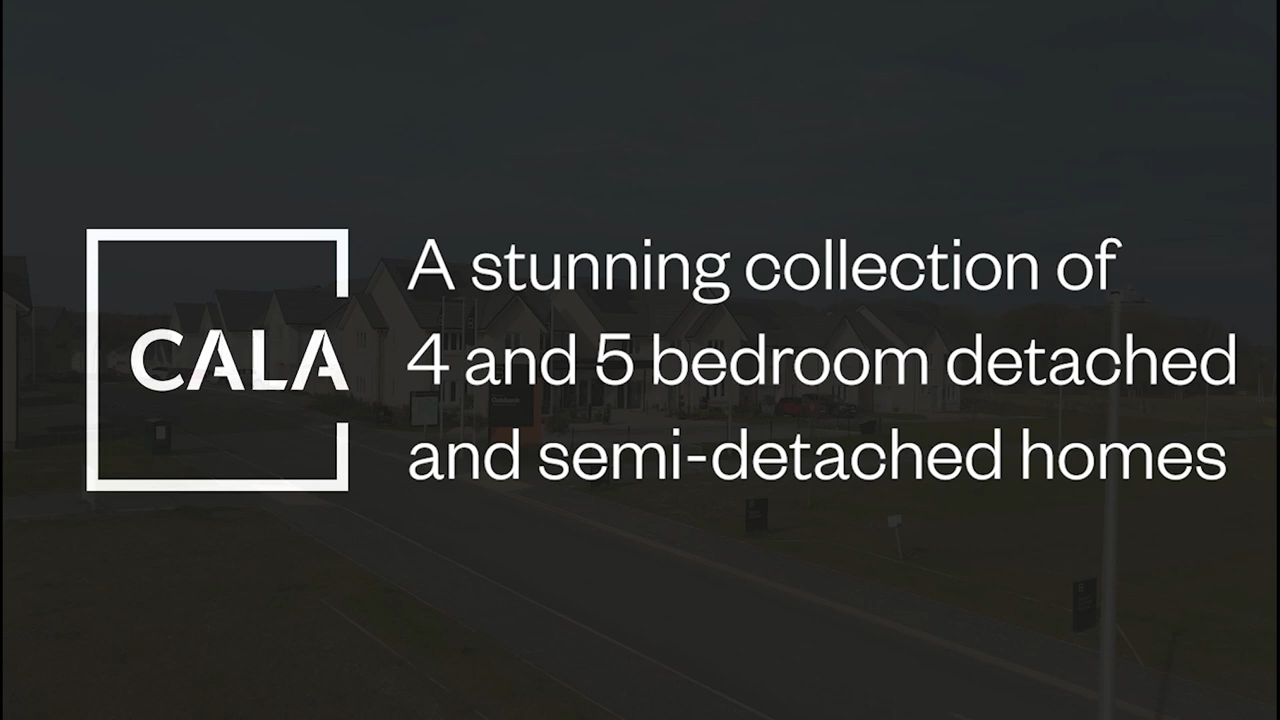 CALA
A stunning collection of
4 and 5 bedroom detached
and semi-detached homes